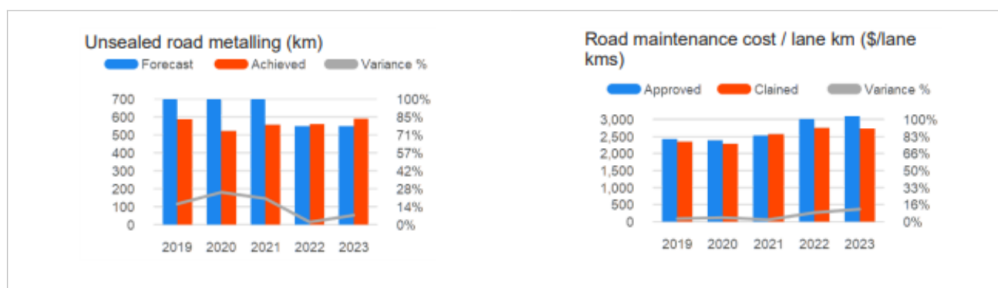 Unsealed road metalling (km)
Forecast Achieved Variance %
700 100%
600 85%
500 71%
400 57%
300 42%
200 28%
100 14%
0 0%
2019 2020 2021 2022 2023
Road maintenance cost / lane km ($/lane
kms)
Approved Clained Variance %
3,000 100%
2,500 83%
2,000 66%
1,500 50%
1,000 33%
500 16%
0 0%
2019 2020 2021 2022 2023